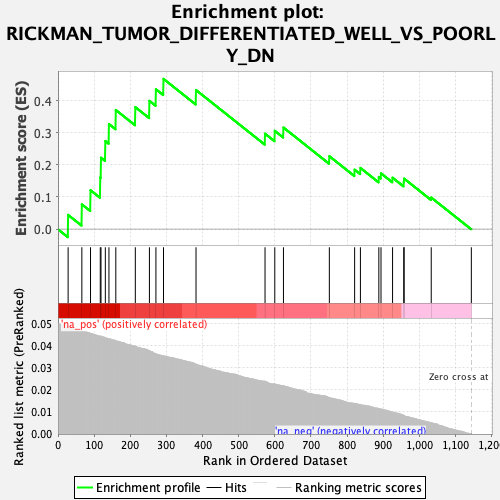 Enrichment plot:
RICKMAN_TUMOR_DIFFERENTIATED_WELL_VS_POORL
Y_DN
Enrichment score (ES)
0.4
0.3
0.2
0.1
0.0
'na_pos' (positively correlated)
Ranked list metric (PreRanked)
0.05
0.04
0.03
0.02
0.01
0.00
Zero cross at
'na_neg' (negatively correlated)
0 100 200 300 400 500 600 700 800 900 1,000 1,100 1,200
Rank in Ordered Dataset
Enrichment profile Hits Ranking metric scores